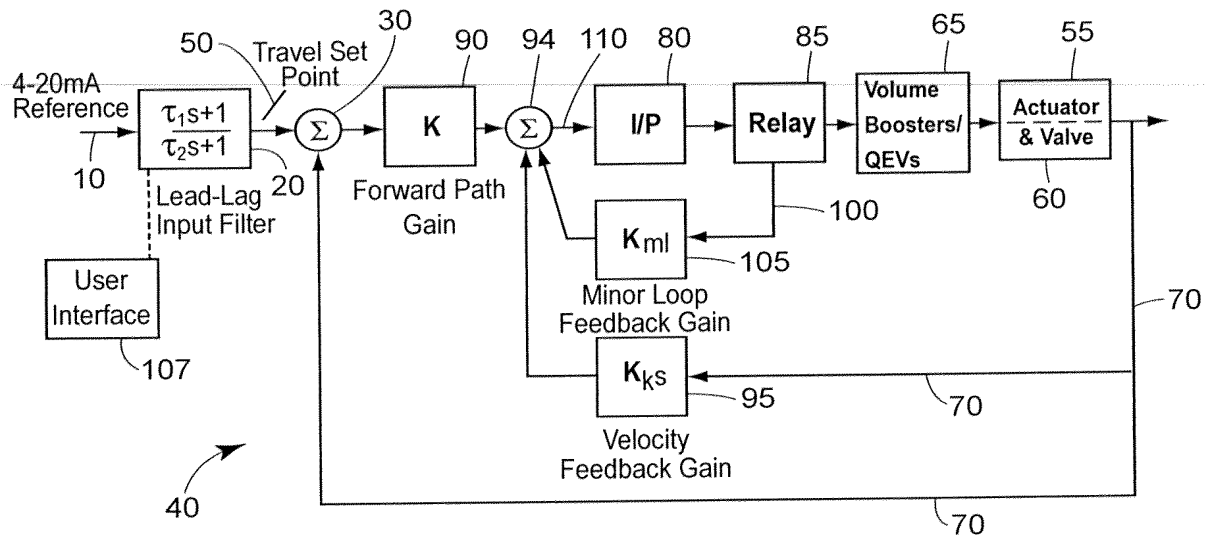 50
Travel Set
Point
30
90
94
110
80
85
65
55
4-20mA
Reference
10
τ1s+1
τ2s+1
20
Lead-Lag
Input Filter
Σ
K
Forward Path
Gain
Σ
I/P
Relay
Volume
Boosters/
QEVs
Actuator
& Valve
60
100
Kml
105
Minor Loop
Feedback Gain
User
Interface
107
70
Kks
95
70
Velocity
Feedback Gain
40
70